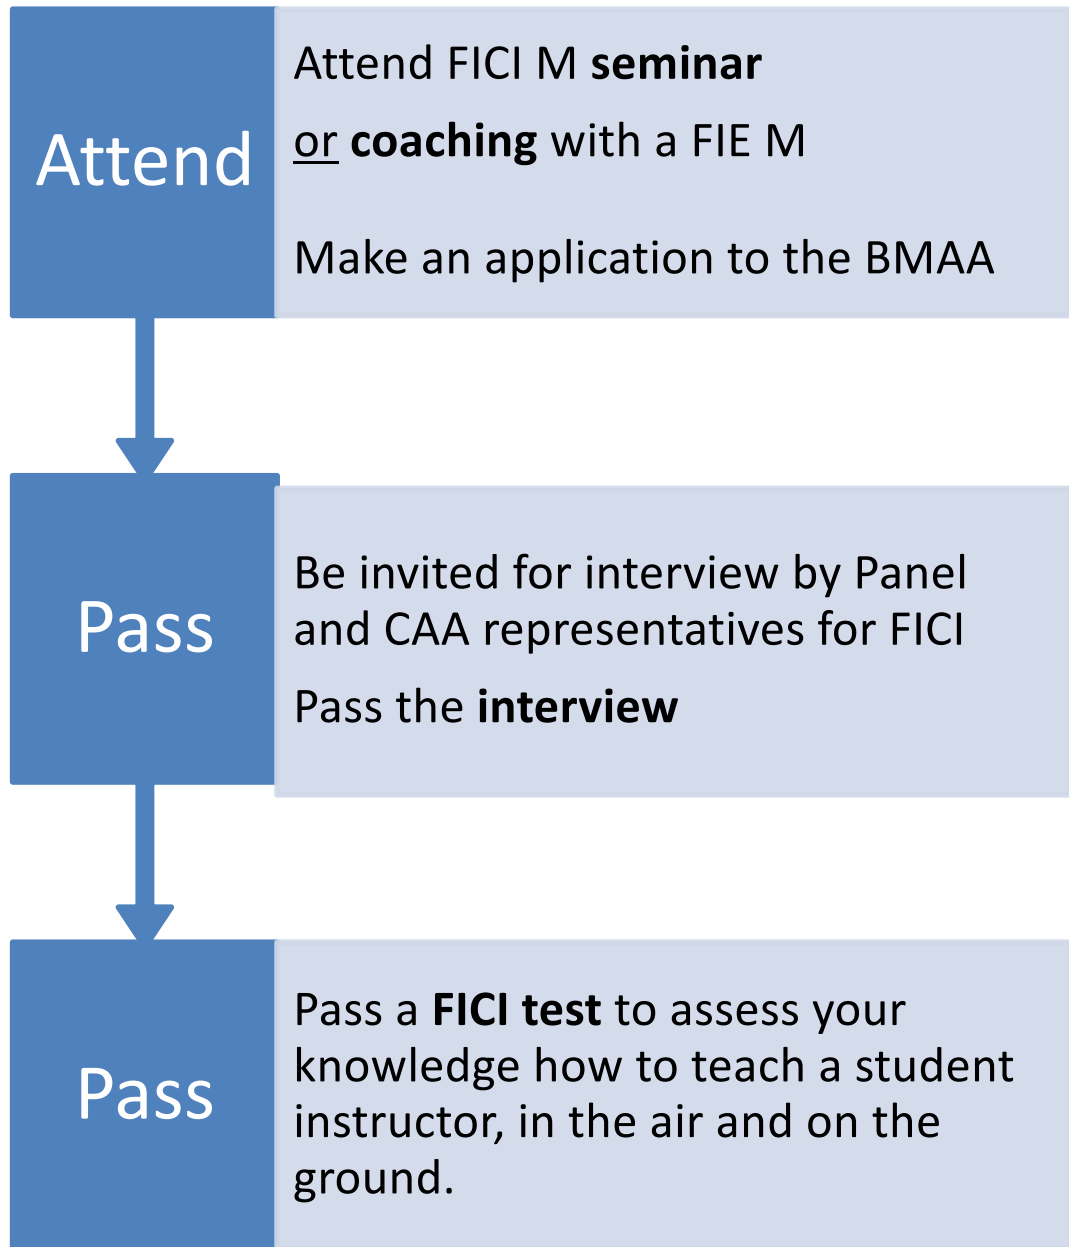 Attend
Attend FICI M seminar
or coaching with a FIE M
Make an application to the BMAA
Pass
Be invited for interview by Panel
and CAA representatives for FICI
Pass the interview
Pass
Pass a FICI test to assess your
knowledge how to teach a student
instructor, in the air and on the
ground.